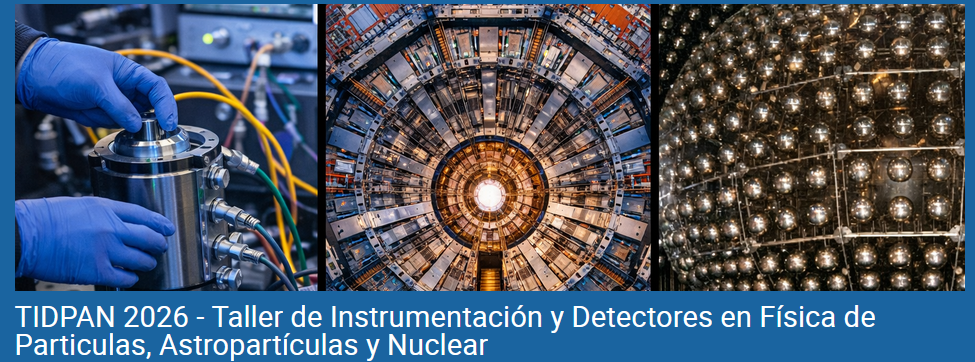 TIDPAN 2026 - Taller de Instrumentación y Detectores en Física de
Particulas, Astropartículas y Nuclear